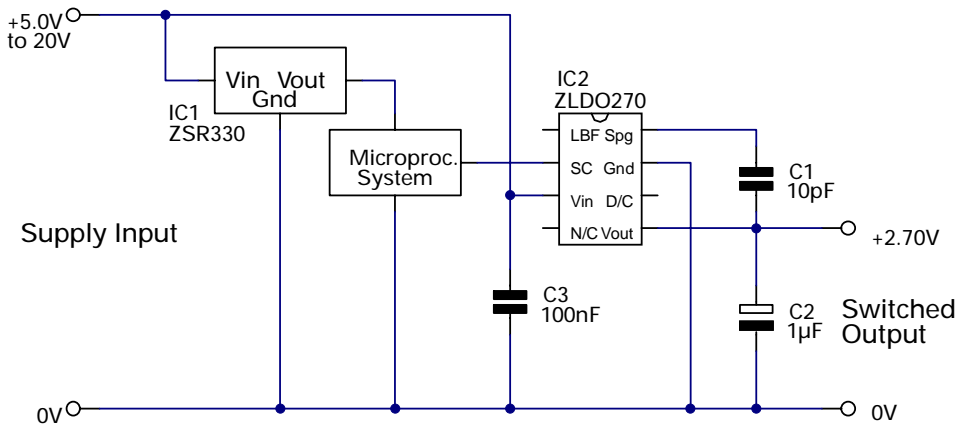 +5.0V
to 20V
Vin Vout
Gnd
IC1
ZSR330
Microproc.
System
IC2
ZLDO270
LBF Spg
SC Gnd
Vin D/C
N/C Vout
C1
10pF
Supply Input
+2.70V
C3
100nF
C2
1µF
Switched
Output
0V
0V